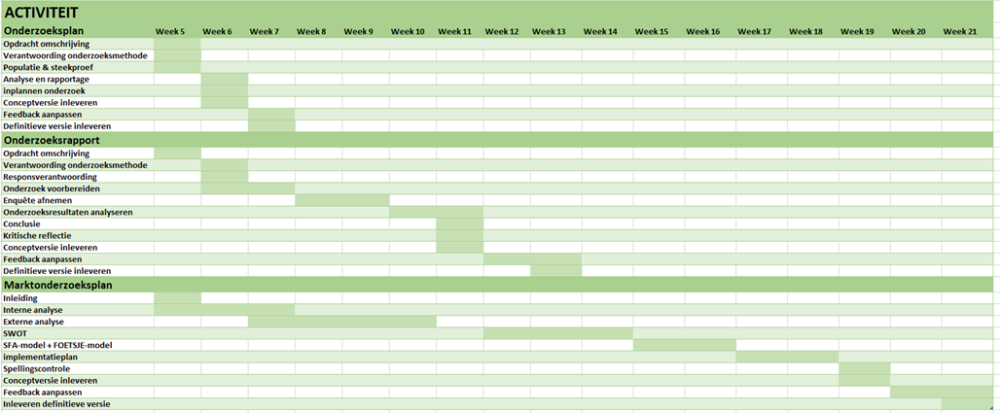 ACTIVITEIT
Onderzoeksplan Week 5 Week 6 Week 7 Week 8 Week 9 Week 10 Week 11 Week 12 Week 13 Week 14 Week 15 Week 16 Week 17 Week 18 Week 19 Week 20 Week 21
Opdracht omschrijving
Verantwoording onderzoeksmethode
Populatie & steekproef
Analyse en rapportage
inplannen onderzoek
Conceptversie inleveren
Feedback aanpassen
Definitieve versie inleveren
Onderzoeksrapport
Opdracht omschrijving
Verantwoording onderzoeksmethode
Responsverantwoording
Onderzoek voorbereiden
Enquête afnemen
Onderzoeksresultaten analyseren
Conclusie
Kritische reflectie
Conceptversie inleveren
Feedback aanpassen
Definitieve versie inleveren
Marktonderzoeksplan
Inleiding
Interne analyse
Externe analyse
SWOT
SFA-model + FOETSJE-model
implementatieplan
Spellingscontrole
Conceptversie inleveren
Feedback aanpassen
Inleveren definitieve versie